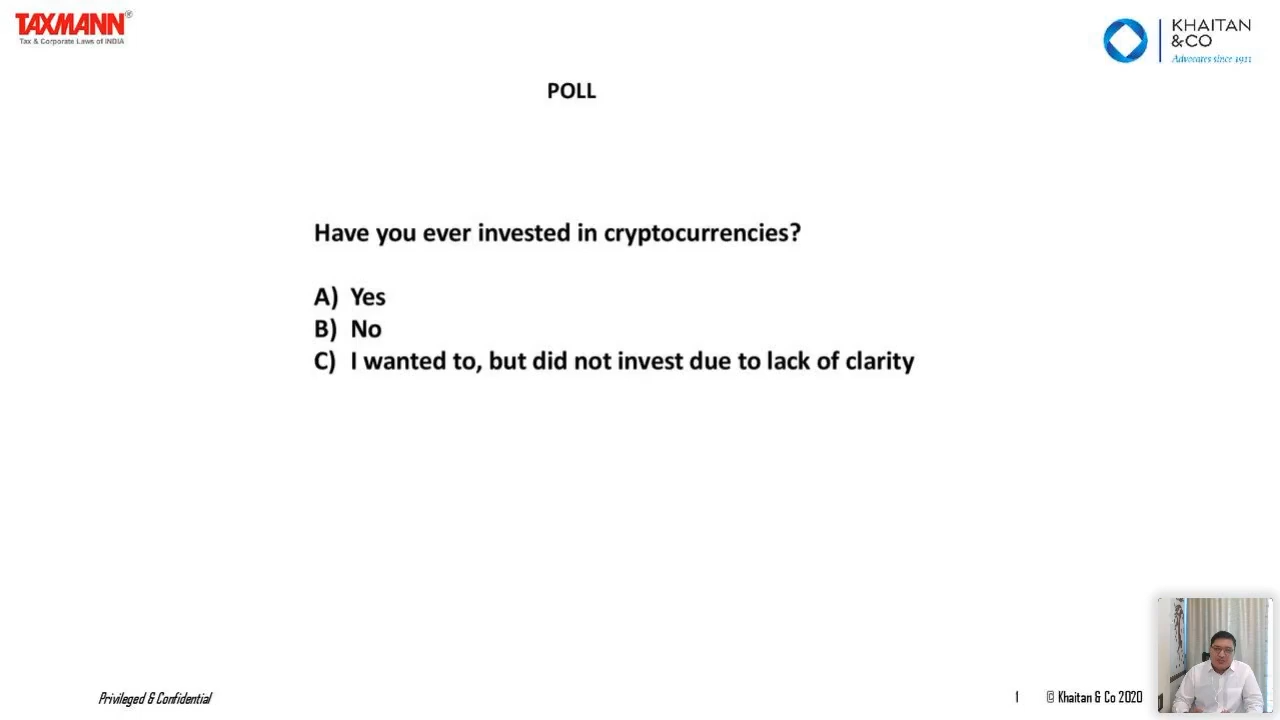 TAXMANN®
Tax & Corporate Laws of INDIA
KHAITAN
&CO
Advocates since 1911
POLL
Have you ever invested in cryptocurrencies?
A) Yes
B) No
C) I wanted to, but did not invest due to lack of clarity
Privileged & Confidential
1 © Khaitan & Co 2020